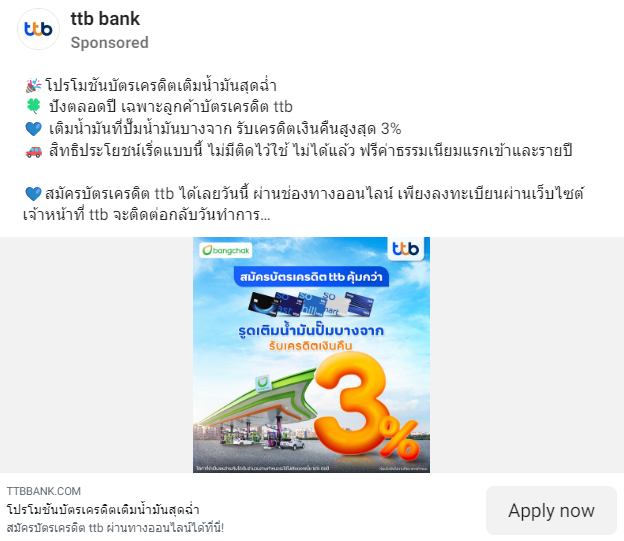 ttb
ttb bank
Sponsored
🎉 โปรโมชันบัตรเครดิตเติมน้ำมันสุดฉ่ำ
🍀 ปังตลอดปี เฉพาะลูกค้าบัตรเครดิต ttb
💙 เติมน้ำมันที่ปั๊มน้ำมันบางจาก รับเครดิตเงินคืนสูงสุด 3%
🚗 สิทธิประโยชน์เริ่ดแบบนี้ ไม่มีติดไว้ใช้ ไม่ได้แล้ว ฟรีค่าธรรมเนียมแรกเข้าและรายปี
💙 สมัครบัตรเครดิต ttb ได้เลยวันนี้ ผ่านช่องทางออนไลน์ เพียงลงทะเบียนผ่านเว็บไซต์
เจ้าหน้าที่ ttb จะติดต่อกลับวันทำการ...
bangchak
ttb
สมัครบัตรเครดิต ttb คุ้มกว่า
รูดเติมน้ำมันปั๊มบางจาก
รับเครดิตเงินคืน
3%
TTBBANK.COM
โปรโมชันบัตรเครดิตเติมน้ำมันสุดฉ่ำ
สมัครบัตรเครดิต ttb ผ่านทางออนไลน์ได้ที่นี่!
Apply now